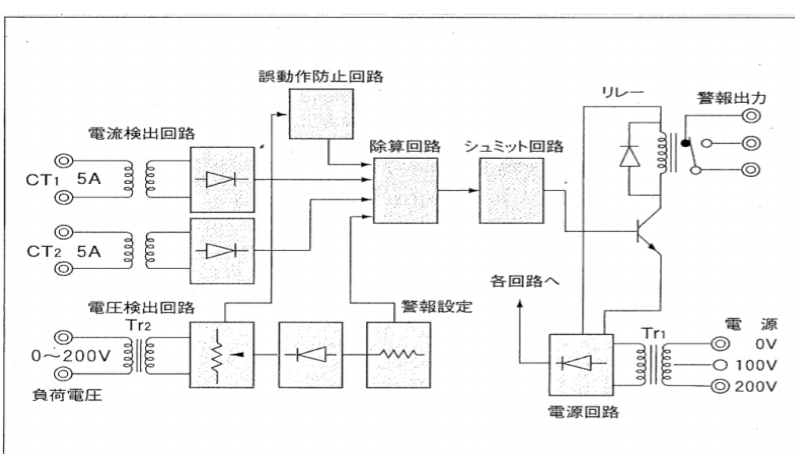 誤動作防止回路
リレー
警報出力
電流検出回路
除算回路
シュミット回路
CT1 5A
CT2 5A
各回路へ
電圧検出回路
警報設定
Tr2
0～200V
負荷電圧
Tr1
電 源
0V
100V
200V
電源回路